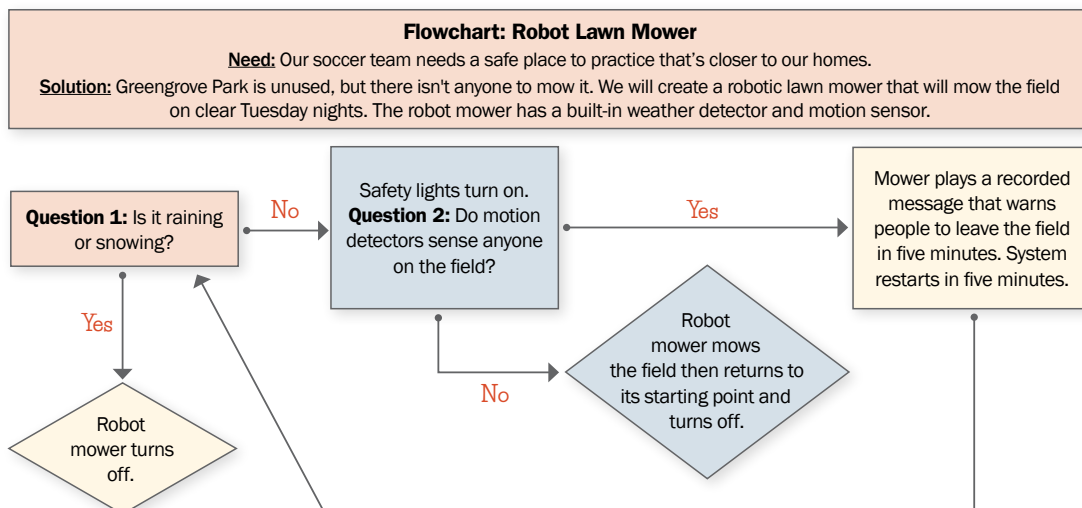 Flowchart: Robot Lawn Mower
Need: Our soccer team needs a safe place to practice that’s closer to our homes.
Solution: Greengrove Park is unused, but there isn't anyone to mow it. We will create a robotic lawn mower that will mow the field
on clear Tuesday nights. The robot mower has a built-in weather detector and motion sensor.
Question 1: Is it raining
or snowing?
No
Safety lights turn on.
Question 2: Do motion
detectors sense anyone
on the field?
Yes
Mower plays a recorded
message that warns
people to leave the field
in five minutes. System
restarts in five minutes.
Yes
Robot
mower turns
off.
No
Robot
mower mows
the field then returns to
its starting point and
turns off.